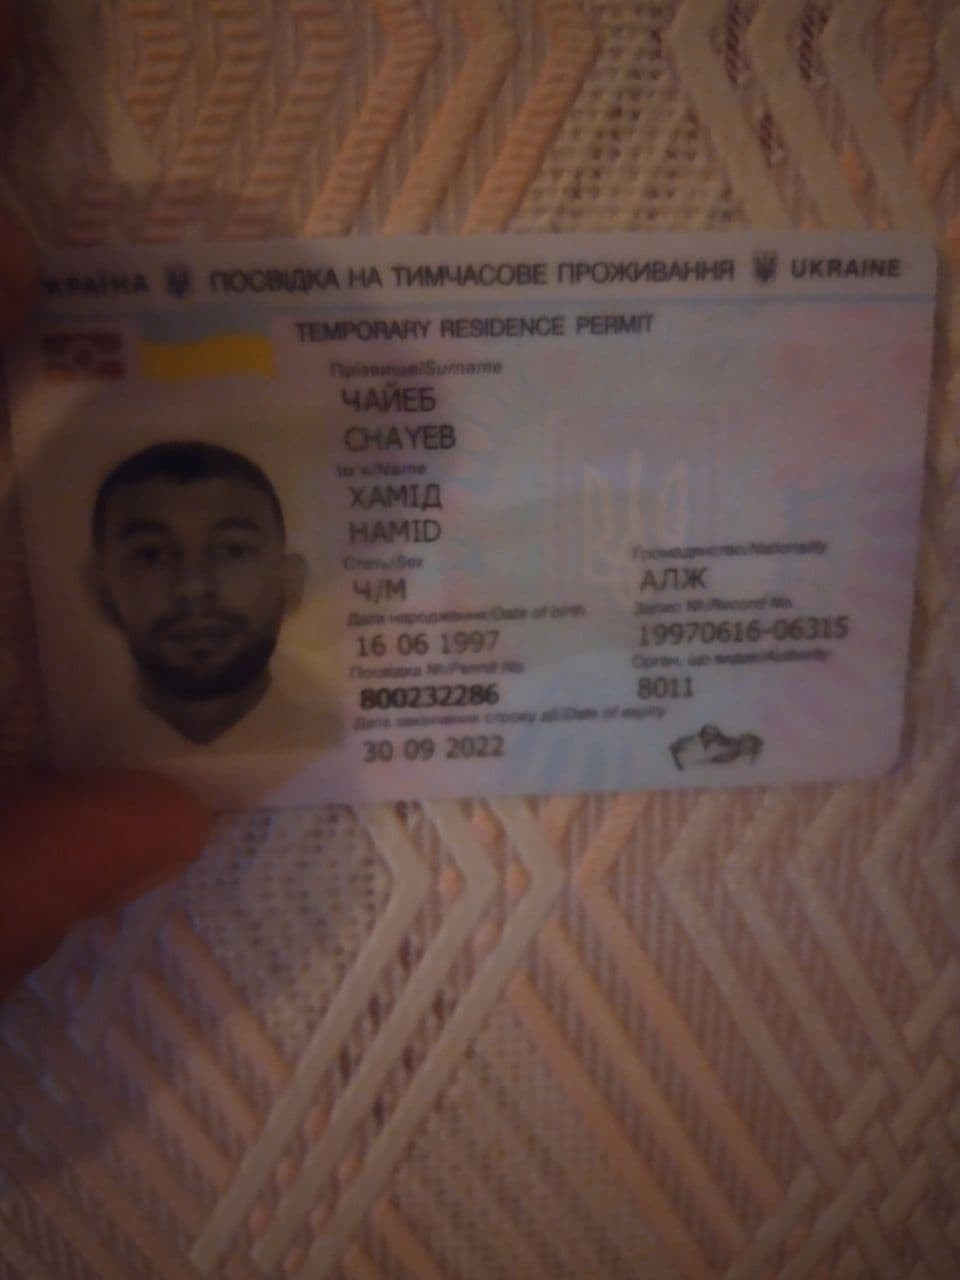 УКРАЇНА ПОСВІДКА НА ТИМЧАСОВЕ ПРОЖИВАННЯ UKRAINE
TEMPORARY RESIDENCE PERMIT
Прізвище/Surname
ЧАЙЕБ
CHAYEB
Ім'я/Name
ХАМІД
HAMID
Стать/Sex
Ч/M
Громадянство/Nationality
АЛЖ
Дата народження/Date of birth
16 06 1997
Запис №/Record No.
19970616-06315
Посвідка №/Permit No.
800232286
Орган, що видав/Authority
8011
Дата закінчення строку дії/Date of expiry
30 09 2022